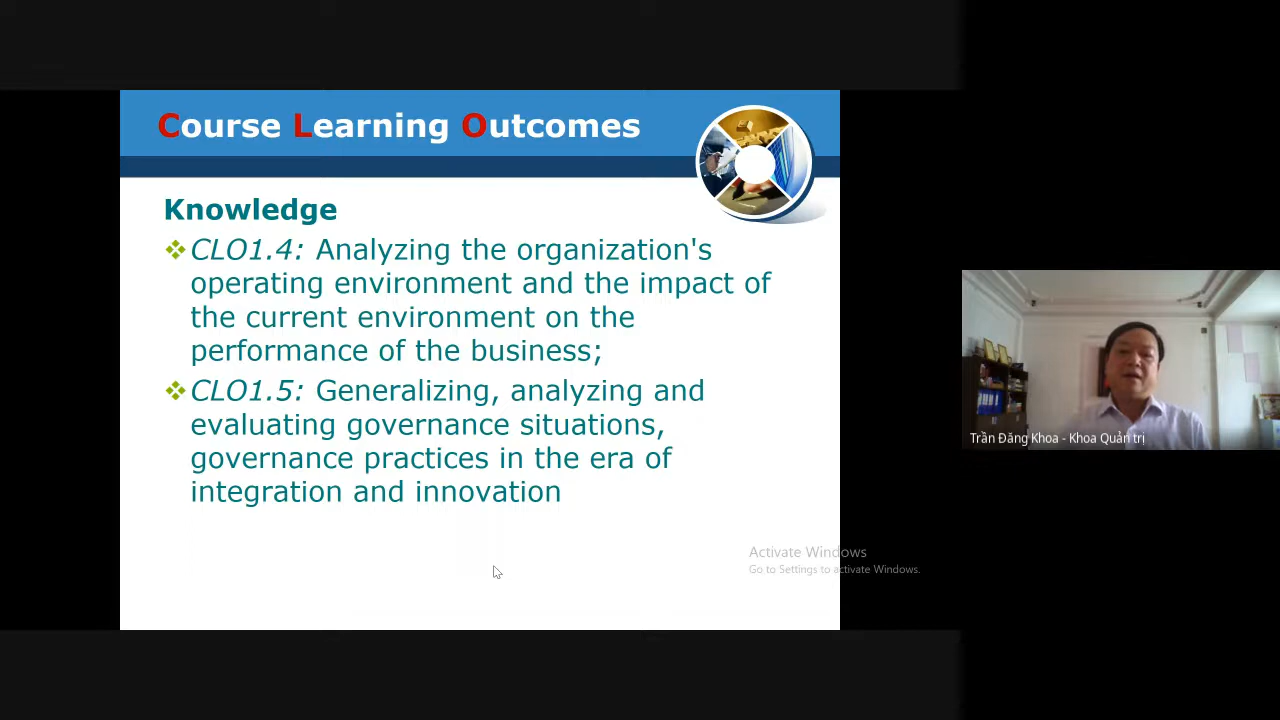 Course Learning Outcomes
Knowledge
CLO1.4: Analyzing the organization's
operating environment and the impact of
the current environment on the
performance of the business;
CLO1.5: Generalizing, analyzing and
evaluating governance situations,
governance practices in the era of
integration and innovation
Trần Đăng Khoa - Khoa Quản trị
Activate Windows
Go to Settings to activate Windows.